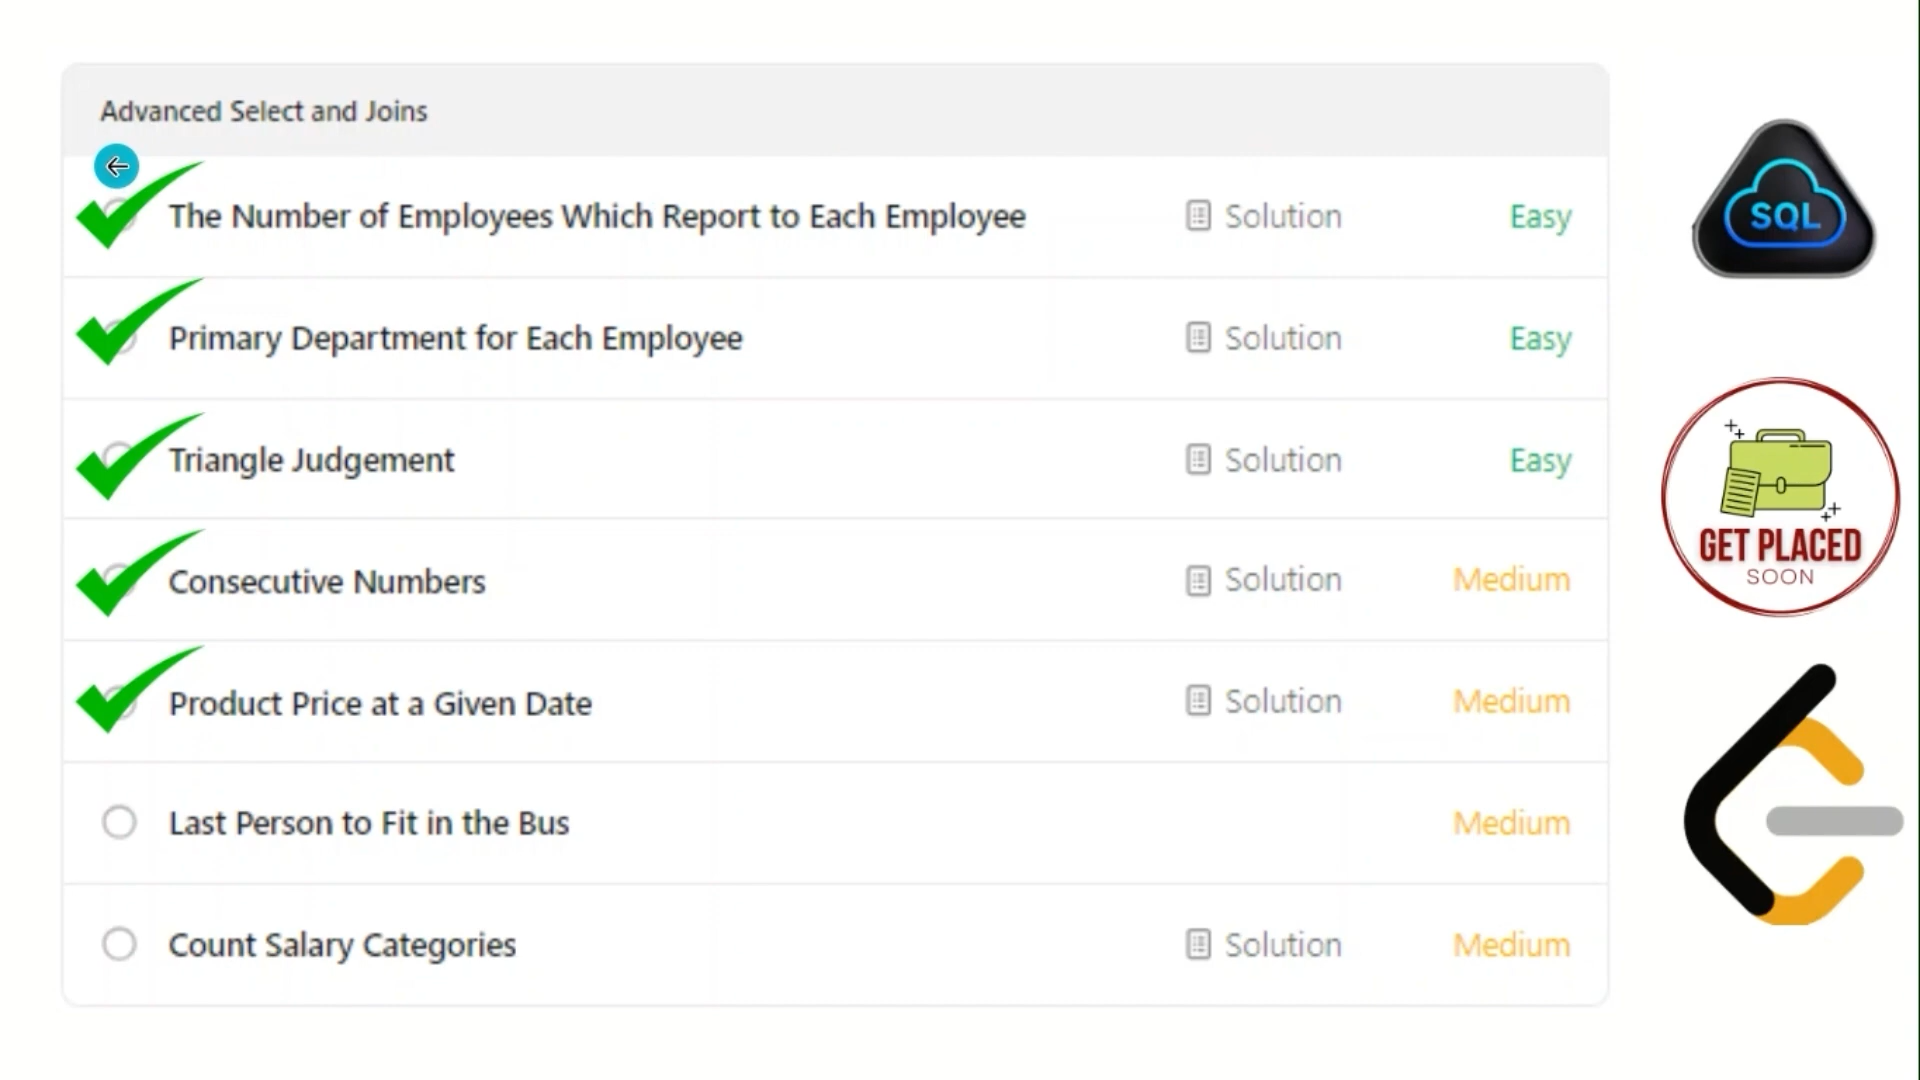 Advanced Select and Joins
The Number of Employees Which Report to Each Employee Solution Easy
Primary Department for Each Employee Solution Easy
Triangle Judgement Solution Easy
Consecutive Numbers Solution Medium
Product Price at a Given Date Solution Medium
Last Person to Fit in the Bus Medium
Count Salary Categories Solution Medium
SQL
GET PLACED
SOON